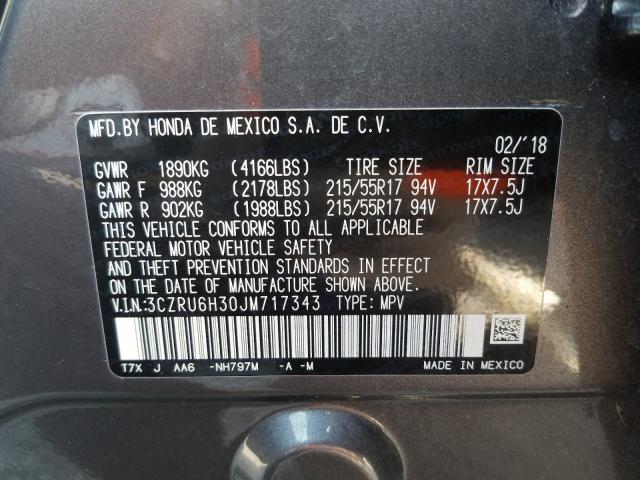 MFD.BY HONDA DE MEXICO S.A. DE C.V.
02/'18
GVWR 1890KG (4166LBS) TIRE SIZE RIM SIZE
GAWR F 988KG (2178LBS) 215/55R17 94V 17X7.5J
GAWR R 902KG (1988LBS) 215/55R17 94V 17X7.5J
THIS VEHICLE CONFORMS TO ALL APPLICABLE
FEDERAL MOTOR VEHICLE SAFETY
AND THEFT PREVENTION STANDARDS IN EFFECT
ON THE DATE OF MANUFACTURE SHOWN ABOVE.
V.I.N:3CZRU6H30JM717343 TYPE: MPV
T7X J AA6 -NH797M -A -M MADE IN MEXICO